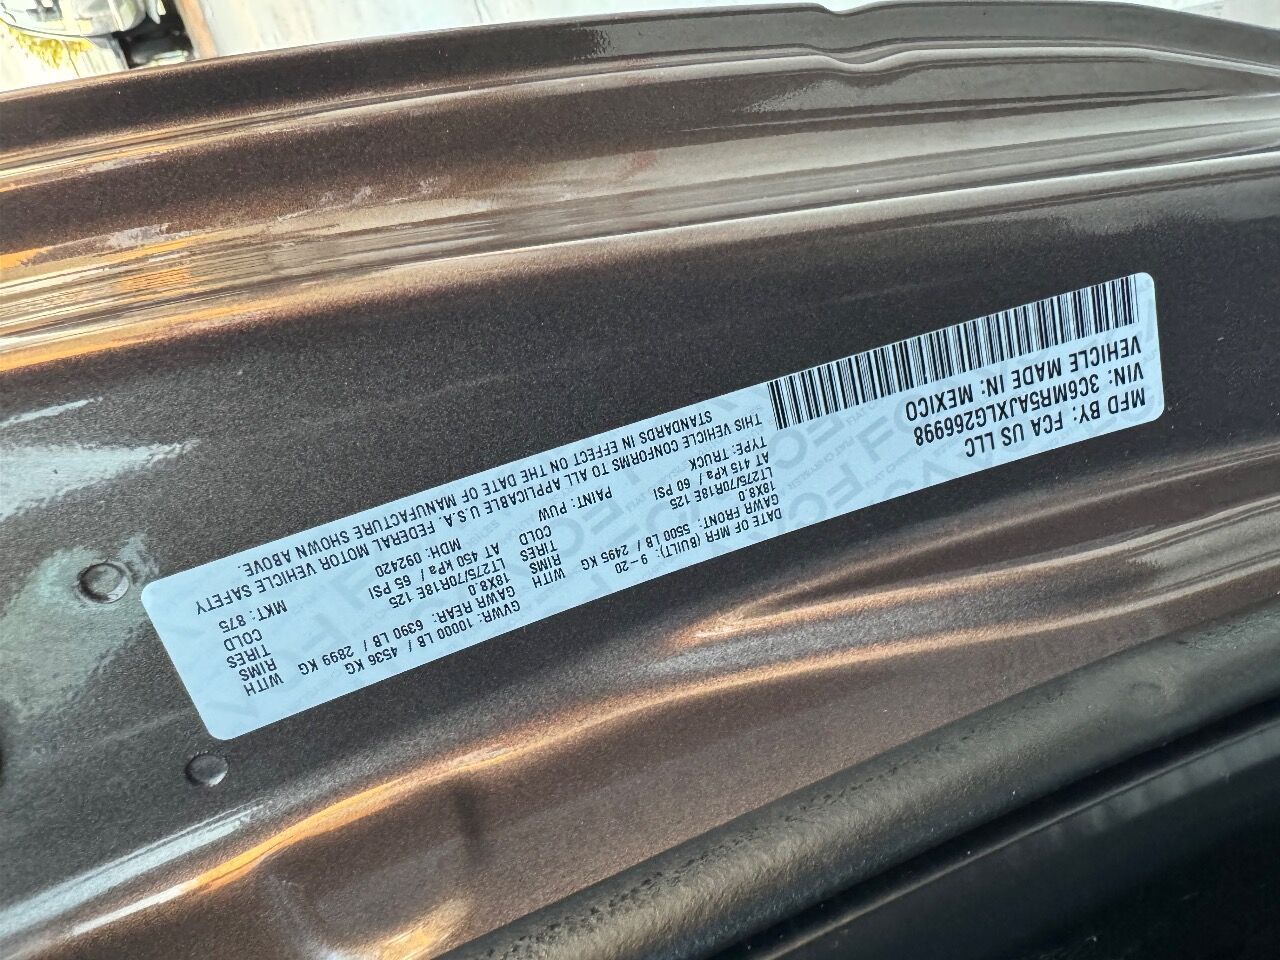 MFD BY: FCA US LLC
DATE OF MFR (BUILT): 9-20
GVWR: 10000 LB / 4536 KG
GAWR FRONT: 5500 LB / 2495 KG
WITH
GAWR REAR: 6390 LB / 2899 KG
WITH
18X8.0
RIMS
18X8.0
RIMS
LT275/70R18E 125
TIRES
LT275/70R18E 125
TIRES
AT 415 kPa / 60 PSI
COLD
AT 450 kPa / 65 PSI
COLD
VIN: 3C6MR5AJXLG266998
TYPE: TRUCK
PAINT: PUW
MDH: 092420
MKT: 875
VEHICLE MADE IN: MEXICO
THIS VEHICLE CONFORMS TO ALL APPLICABLE U.S.A. FEDERAL MOTOR VEHICLE SAFETY
STANDARDS IN EFFECT ON THE DATE OF MANUFACTURE SHOWN ABOVE.